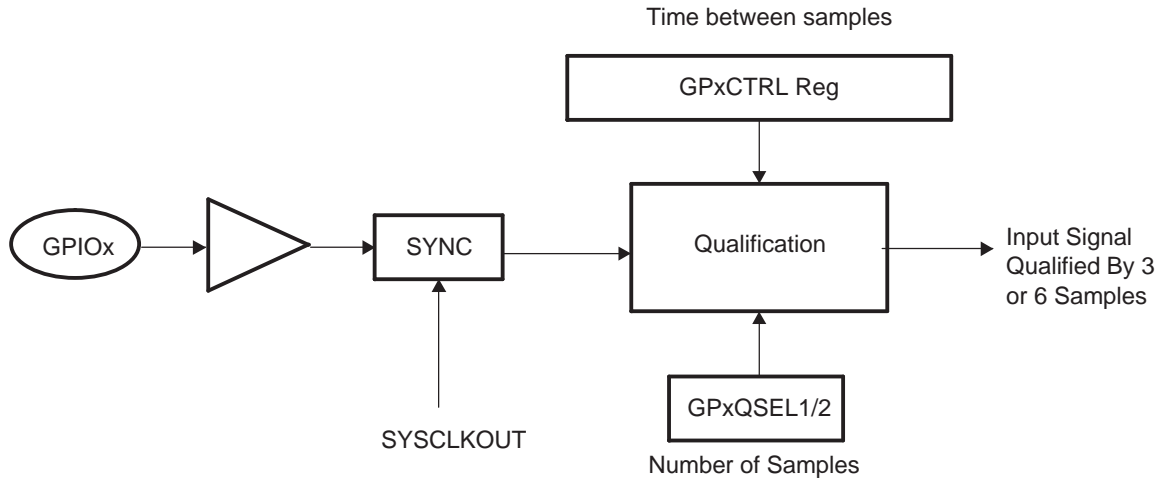 Time between samples
GPxCTRL Reg
GPIOx
SYNC
Qualification
Input Signal
Qualified By 3
or 6 Samples
GPxQSEL1/2
SYSCLKOUT
Number of Samples